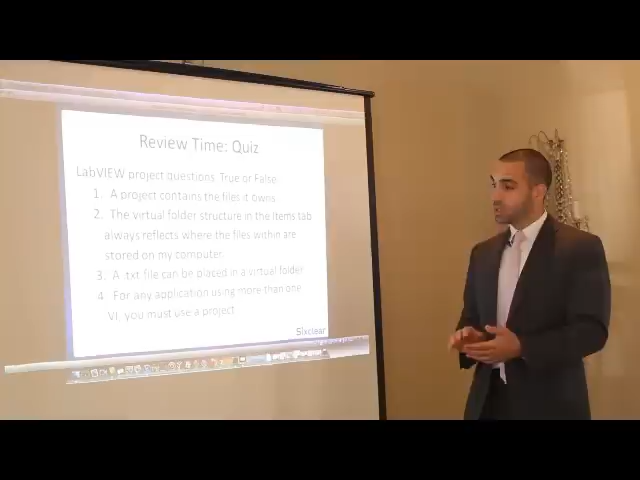 Review Time: Quiz
LabVIEW project questions True or False
1. A project contains the files it owns
2. The virtual folder structure in the Items tab
always reflects where the files within are
stored on my computer
3. A .txt file can be placed in a virtual folder
4. For any application using more than one
VI, you must use a project
Sixclear